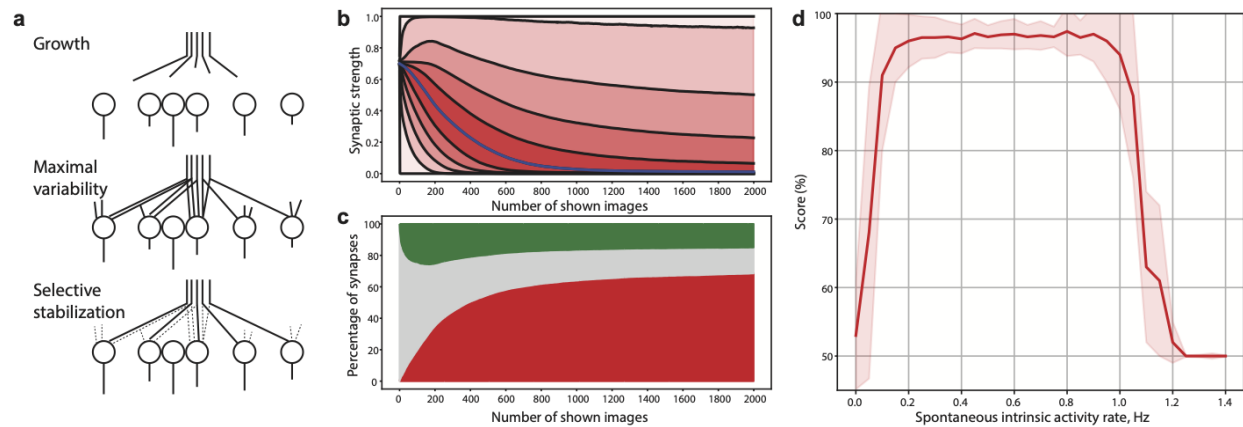 a
Growth
Maximal
variability
Selective
stabilization
b
Synaptic strength
1.0
0.8
0.6
0.4
0.2
0.0
0 200 400 600 800 1000 1200 1400 1600 1800 2000
Number of shown images
c
Percentage of synapses
100
80
60
40
20
0
0 200 400 600 800 1000 1200 1400 1600 1800 2000
Number of shown images
d
Score (%)
100
90
80
70
60
50
0.0 0.2 0.4 0.6 0.8 1.0 1.2 1.4
Spontaneous intrinsic activity rate, Hz